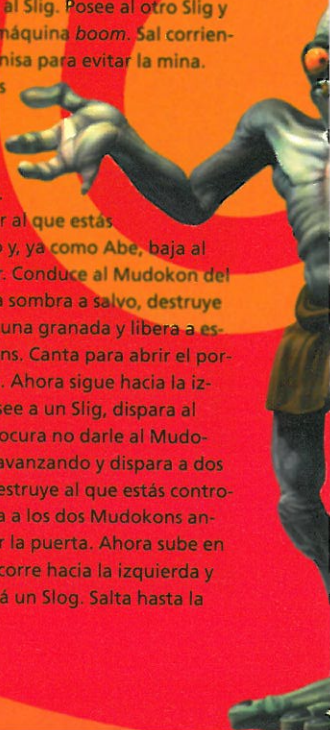 al Slig. Posee al otro Slig y
máquina boom. Sal corrien-
nisa para evitar la mina.
s
r al que estás
o y, ya como Abe, baja al
r. Conduce al Mudokon del
a sombra a salvo, destruye
una granada y libera a es-
ns. Canta para abrir el por-
. Ahora sigue hacia la iz-
see a un Slig, dispara al
ocura no darle al Mudo-
avanzando y dispara a dos
estruye al que estás contro-
a a los dos Mudokons an-
r la puerta. Ahora sube en
corre hacia la izquierda y
á un Slog. Salta hasta la